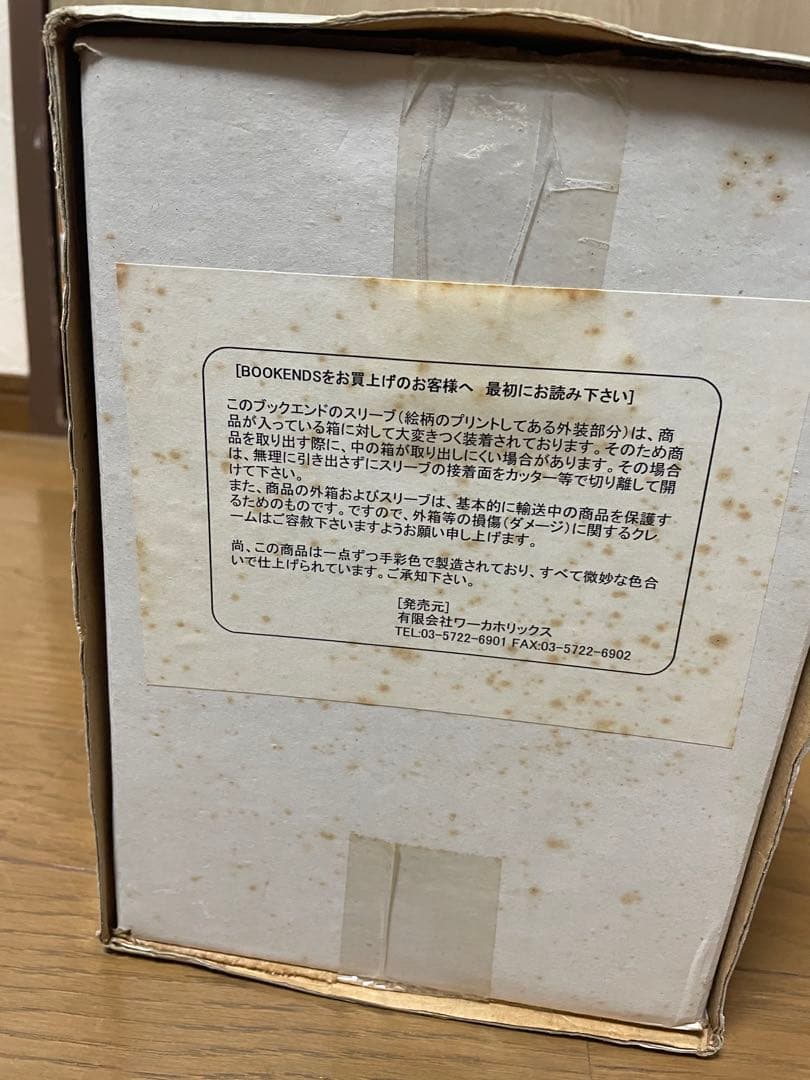 [BOOKENDSをお買上げのお客様へ 最初にお読み下さい]
このブックエンドのスリーブ(絵柄のプリントしてある外装部分)は、商
品が入っている箱に対して大変きつく装着されております。そのため商
品を取り出す際に、中の箱が取り出しにくい場合があります。その場合
は、無理に引き出さずにスリーブの接着面をカッター等で切り離して開
けて下さい。
また、商品の外箱およびスリーブは、基本的に輸送中の商品を保護す
るためのものです。ですので、外箱等の損傷(ダメージ)に関するクレ
ームはご容赦下さいますようお願い申し上げます。
尚、この商品は一点ずつ手彩色で製造されており、すべて微妙な色合
いで仕上げられています。ご承知下さい。
[発売元]
有限会社ワーカホリックス
TEL:03-5722-6901 FAX:03-5722-6902